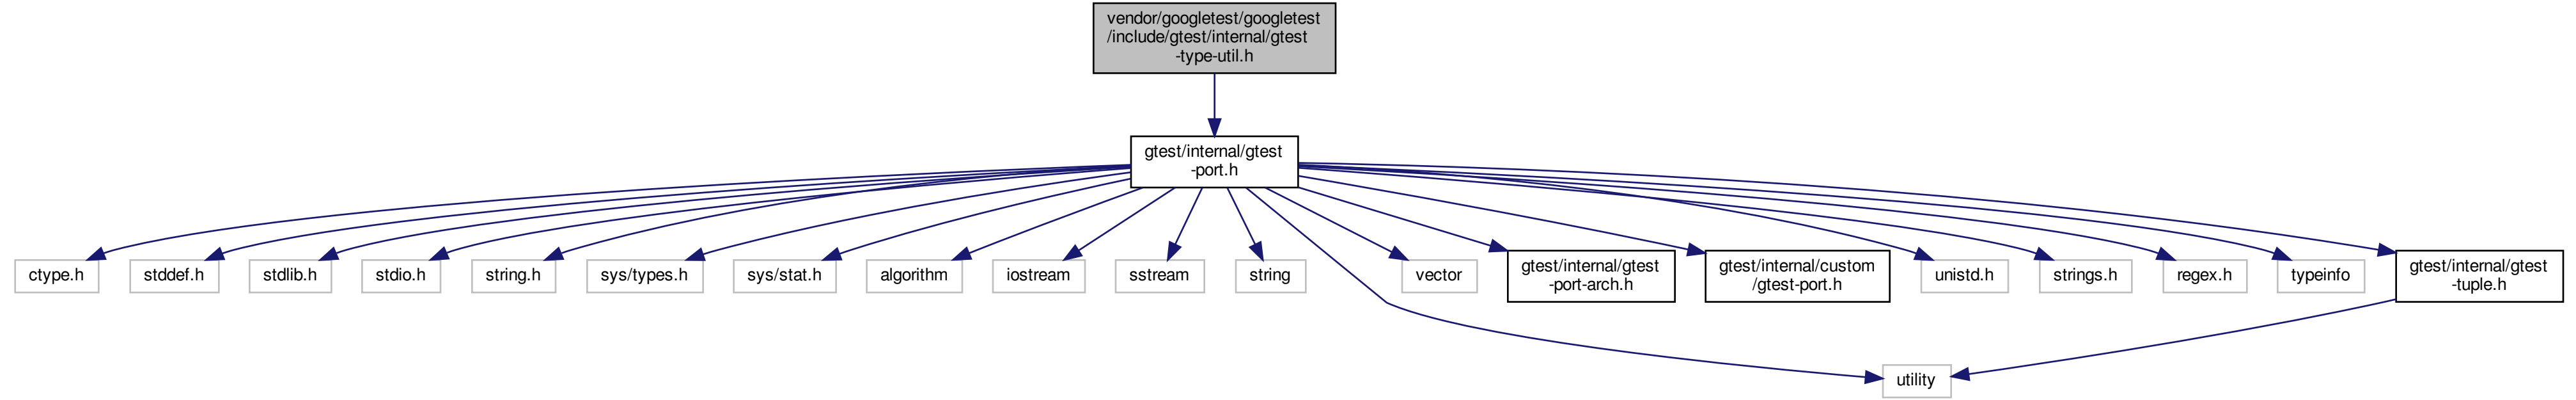 vendor/googletest/googletest
/include/gtest/internal/gtest
-type-util.h
gtest/internal/gtest
-port.h
ctype.h
stddef.h
stdlib.h
stdio.h
string.h
sys/types.h
sys/stat.h
algorithm
iostream
sstream
string
vector
gtest/internal/gtest
-port-arch.h
gtest/internal/custom
/gtest-port.h
unistd.h
strings.h
regex.h
typeinfo
gtest/internal/gtest
-tuple.h
utility